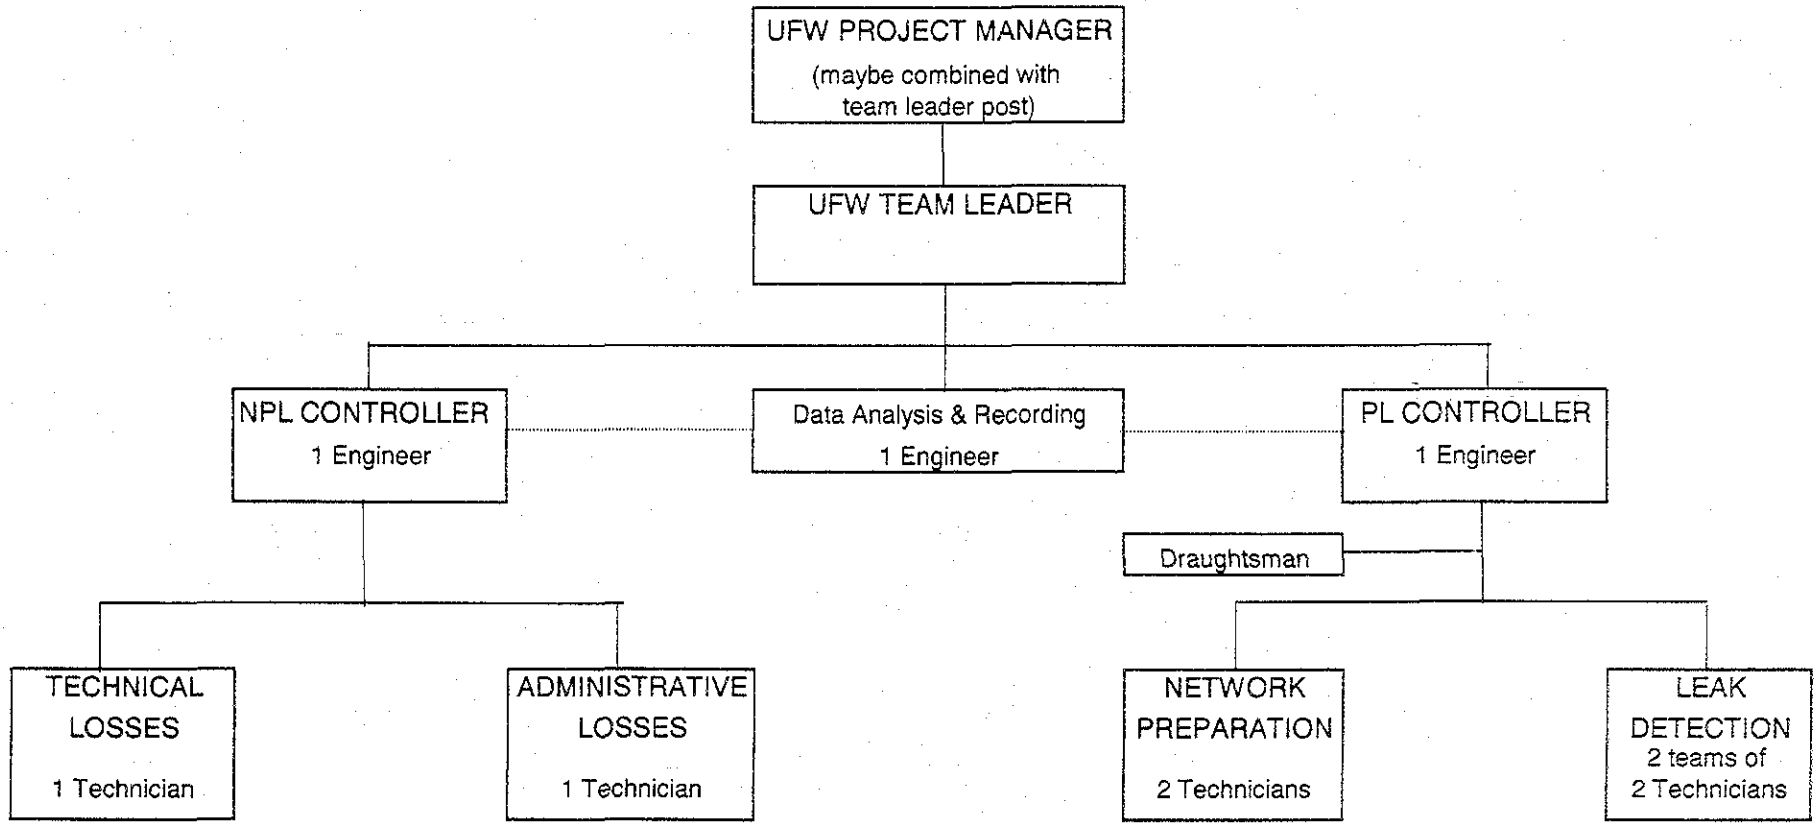 UFW PROJECT MANAGER
(maybe combined with
team leader post)
UFW TEAM LEADER
NPL CONTROLLER
1 Engineer
Data Analysis & Recording
1 Engineer
PL CONTROLLER
1 Engineer
Draughtsman
TECHNICAL
LOSSES
1 Technician
ADMINISTRATIVE
LOSSES
1 Technician
NETWORK
PREPARATION
2 Technicians
LEAK
DETECTION
2 teams of
2 Technicians